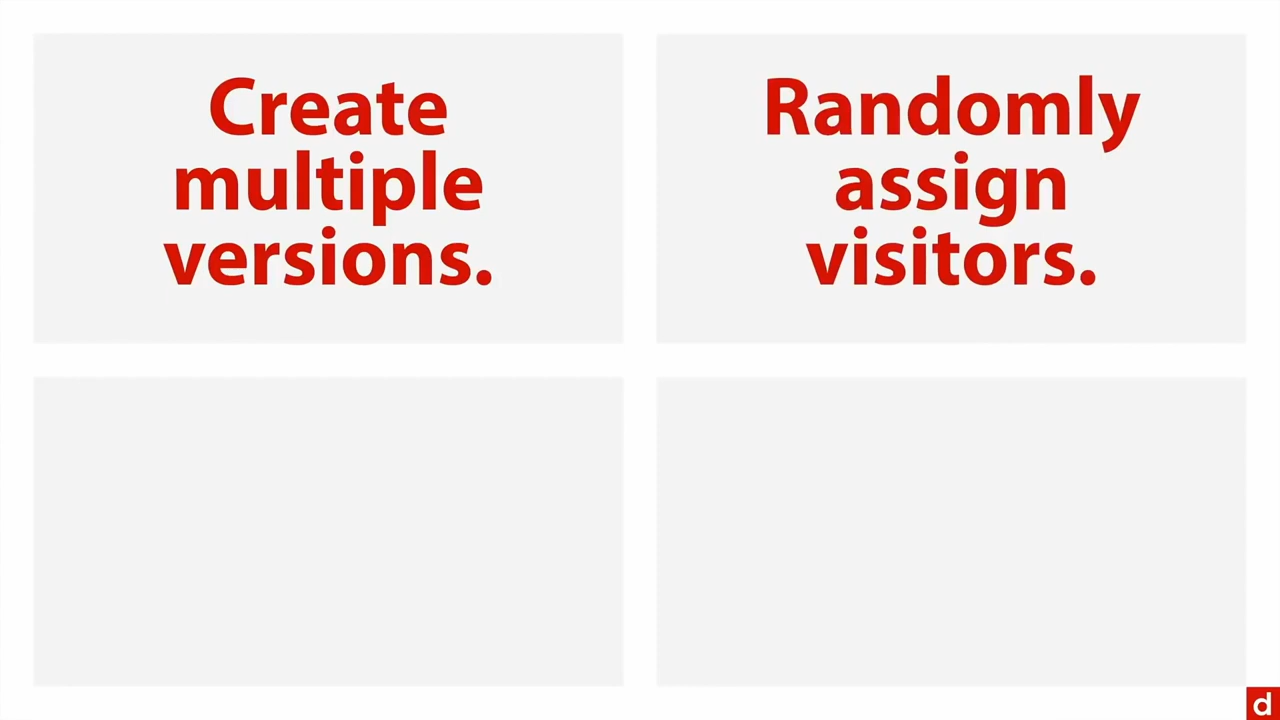 Create
multiple
versions.
Randomly
assign
visitors.
d